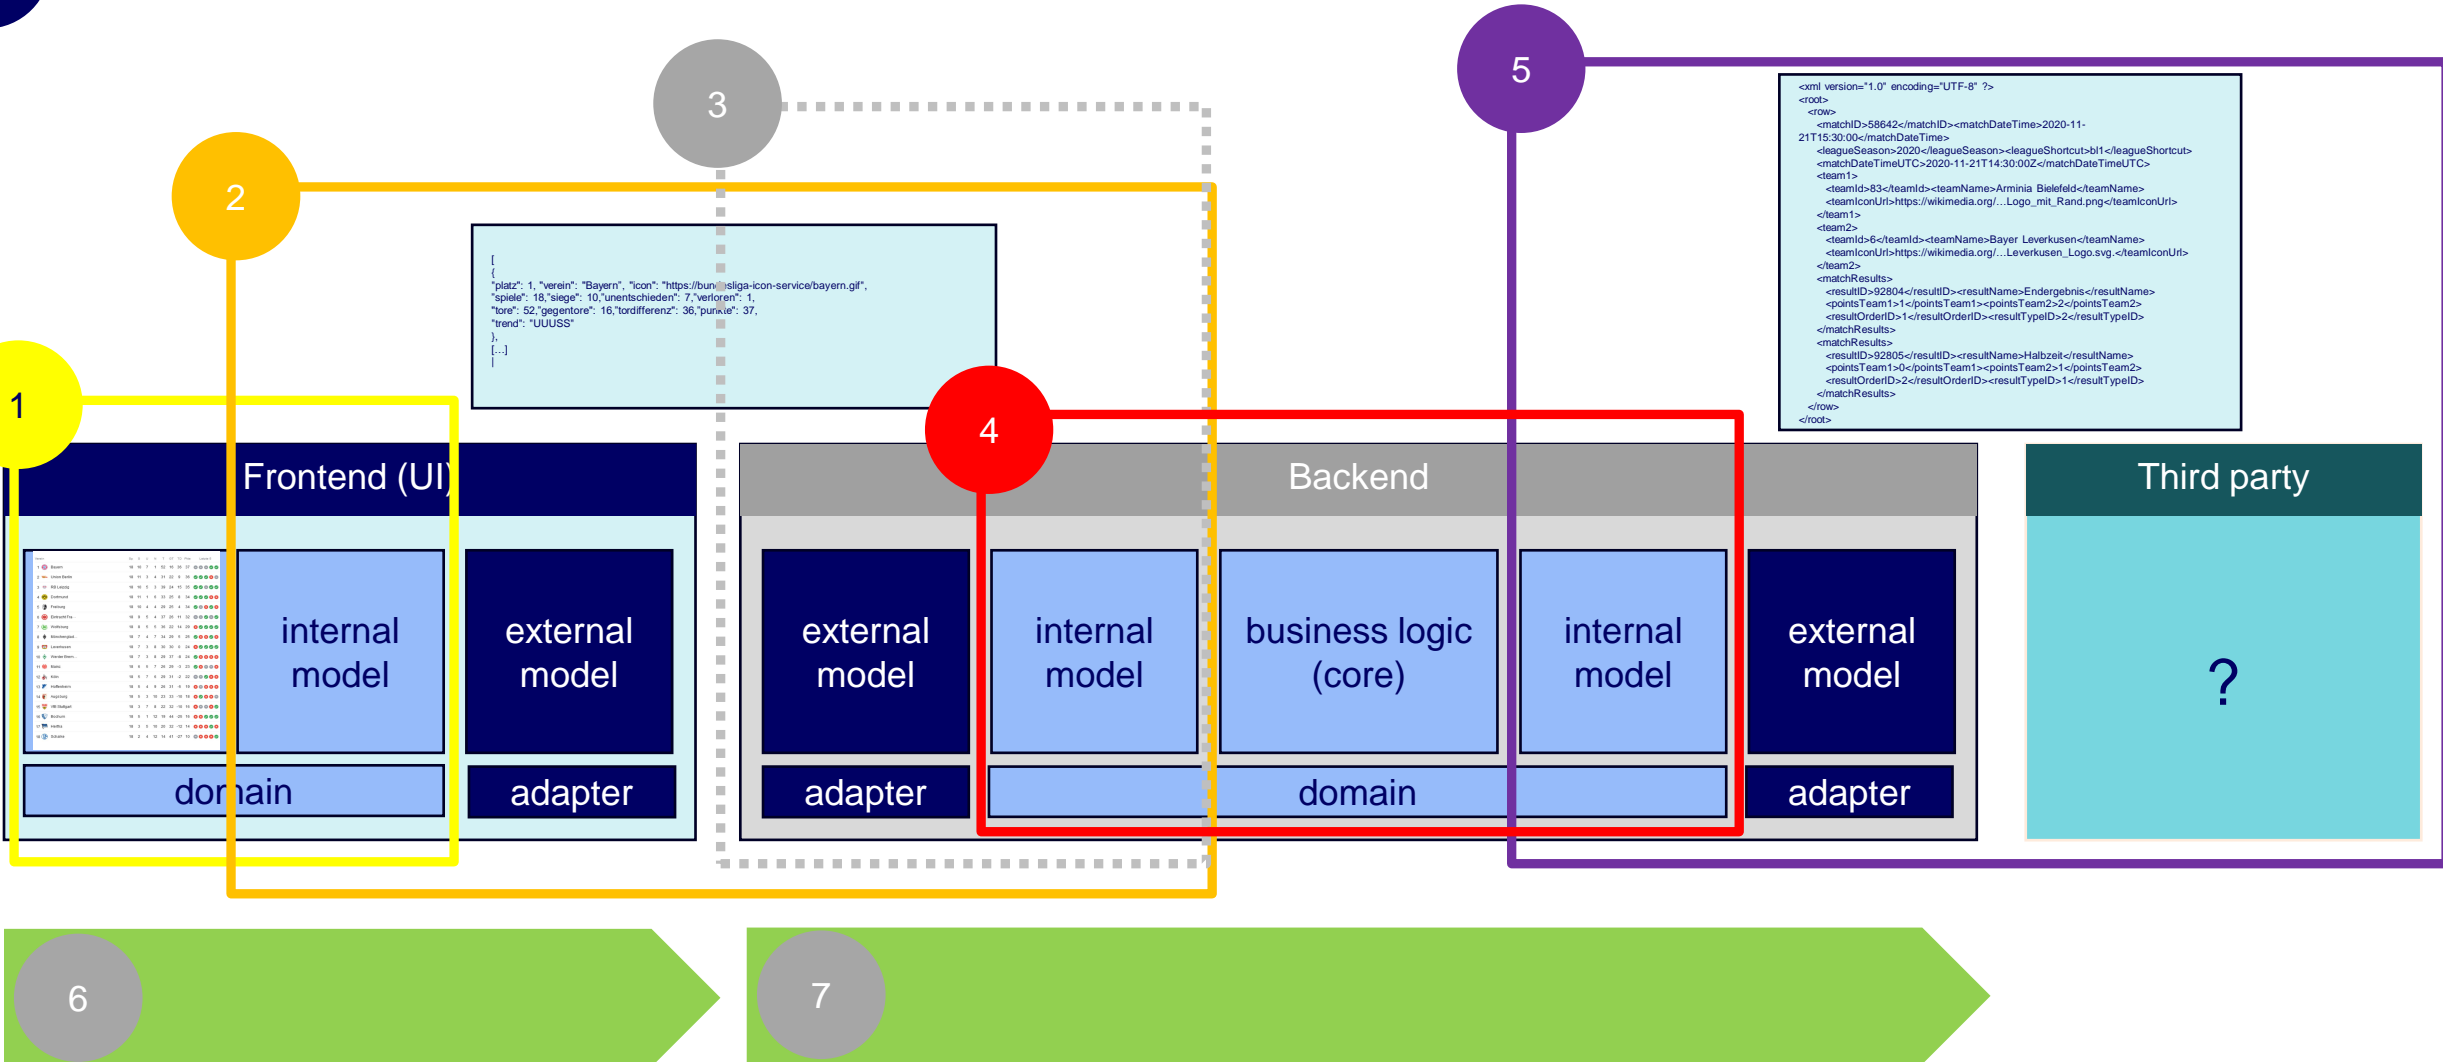 5
3
2
<xml version="1.0" encoding="UTF-8" ?>
<root>
<row>
<matchID>58642</matchID><matchDateTime>2020-11-
21T15:30:00</matchDateTime>
<leagueSeason>2020</leagueSeason><leagueShortcut>bl1</leagueShortcut>
<matchDateTimeUTC>2020-11-21T14:30:00Z</matchDateTimeUTC>
<team1>
<teamId>83</teamId><teamName>Arminia Bielefeld</teamName>
<teamIconUrl>https://wikimedia.org/…Logo_mit_Rand.png</teamIconUrl>
</team1>
<team2>
<teamId>6</teamId><teamName>Bayer Leverkusen</teamName>
<teamIconUrl>https://wikimedia.org/…Leverkusen_Logo.svg.</teamIconUrl>
</team2>
<matchResults>
<resultID>92804</resultID><resultName>Endergebnis</resultName>
<pointsTeam1>1</pointsTeam1><pointsTeam2>2</pointsTeam2>
<resultOrderID>1</resultOrderID><resultTypeID>2</resultTypeID>
</matchResults>
<matchResults>
<resultID>92805</resultID><resultName>Halbzeit</resultName>
<pointsTeam1>0</pointsTeam1><pointsTeam2>1</pointsTeam2>
<resultOrderID>2</resultOrderID><resultTypeID>1</resultTypeID>
</matchResults>
</row>
</root>
[
{
"platz": 1, "verein": "Bayern", "icon": "https://bundesliga-icon-service/bayern.gif",
"spiele": 18,"siege": 10,"unentschieden": 7,"verloren": 1,
"tore": 52,"gegentore": 16,"tordifferenz": 36,"punkte": 37,
"trend": "UUUSS"
},
[…]
|
1
4
Frontend (UI)
Backend
Third party
internal
model
external
model
external
model
internal
model
business logic
(core)
internal
model
external
model
?
domain
adapter
adapter
domain
adapter
6
7